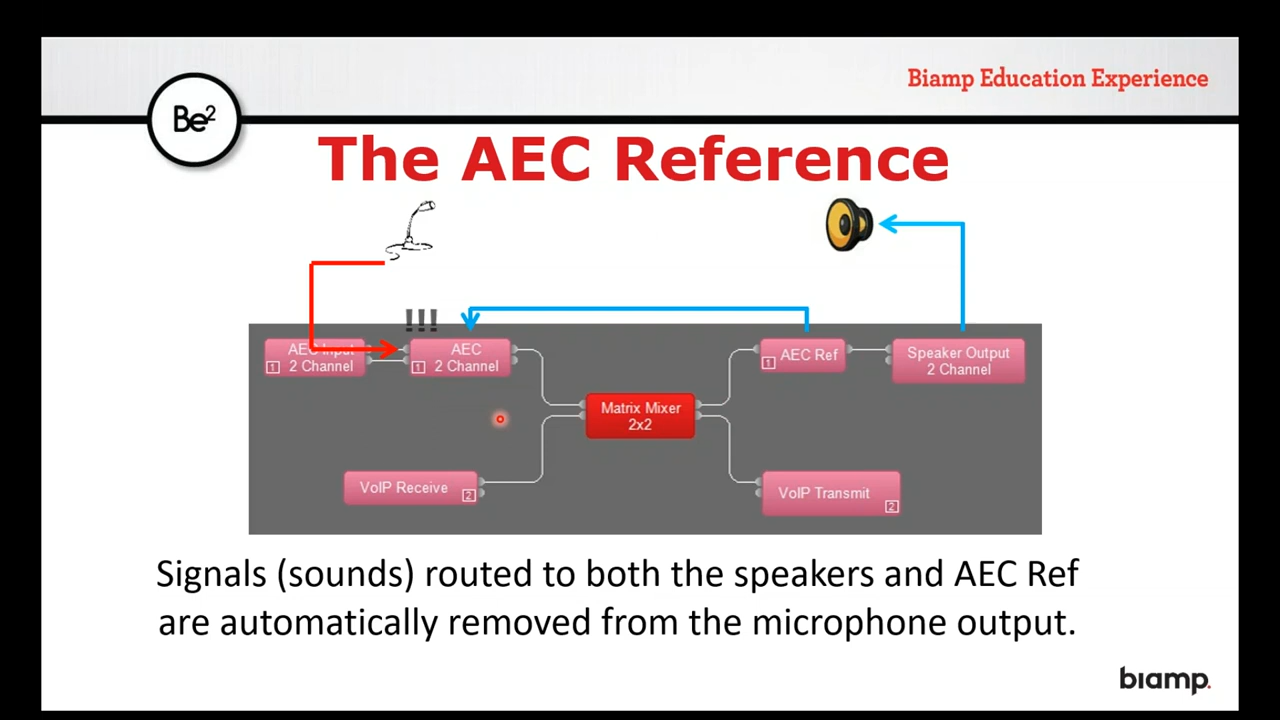 Biamp Education Experience
Be²
The AEC Reference
!!!
AEC Input
1 2 Channel
AEC
1 2 Channel
1 AEC Ref
Speaker Output
2 Channel
Matrix Mixer
2x2
VoIP Receive 2
VoIP Transmit 2
Signals (sounds) routed to both the speakers and AEC Ref
are automatically removed from the microphone output.
biamp.